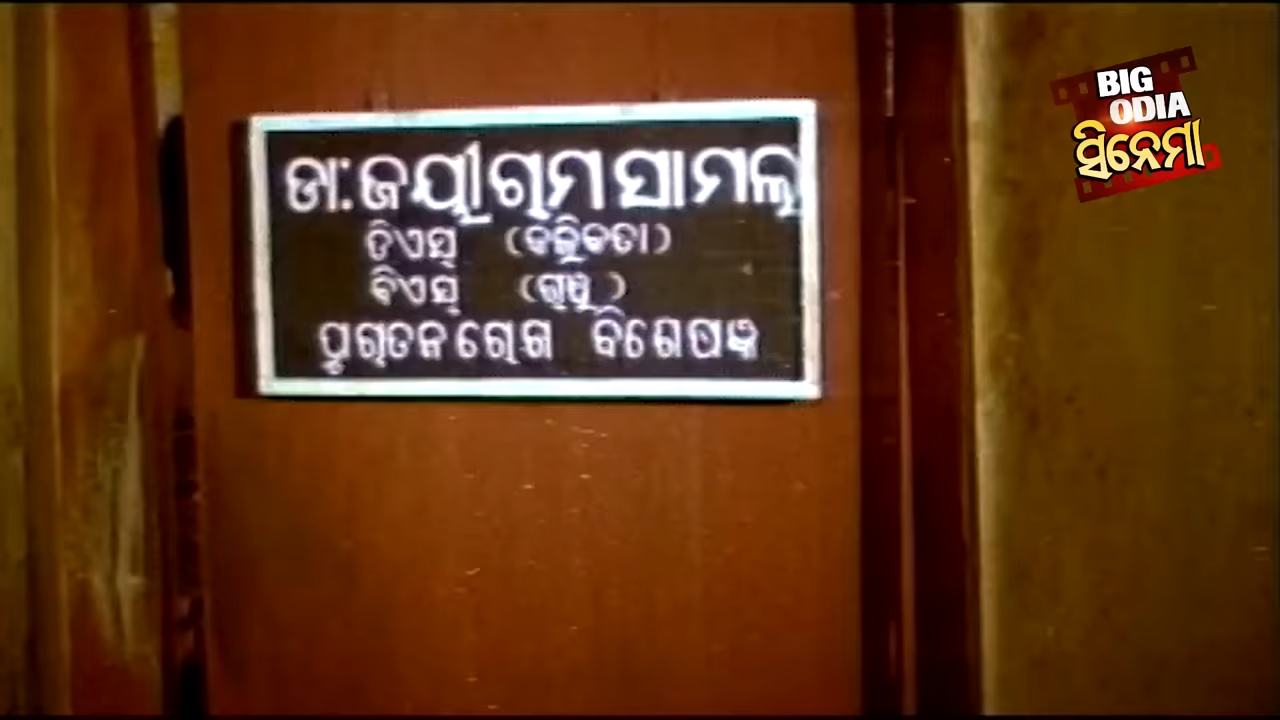 ଡା: ଜୟୀରାମ ସାମଲ
ଡିଏସ୍ (କଲିକତା)
ବିଏସ୍ (ରାଞ୍ଚି)
ପୁରାତନ ରୋଗ ବିଶେଷଜ୍ଞ
BIG
ODIA
ସିନେମା